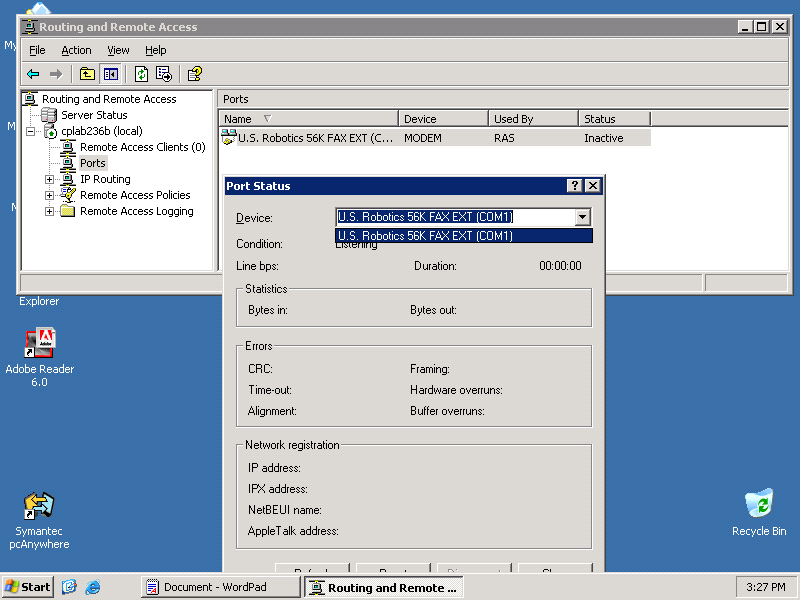 Routing and Remote Access
File Action View Help
Routing and Remote Access
Server Status
cplab236b (local)
Remote Access Clients (0)
Ports
IP Routing
Remote Access Policies
Remote Access Logging
Ports
Name Device Used By Status
U.S. Robotics 56K FAX EXT (C... MODEM RAS Inactive
Port Status
Device: U.S. Robotics 56K FAX EXT (COM1)
U.S. Robotics 56K FAX EXT (COM1)
Condition: Listening
Line bps: Duration: 00:00:00
Statistics
Bytes in: Bytes out:
Errors
CRC: Framing:
Time-out: Hardware overruns:
Alignment: Buffer overruns:
Network registration
IP address:
IPX address:
NetBEUI name:
AppleTalk address:
My
M
N
Explorer
Adobe Reader
6.0
Symantec
pcAnywhere
Recycle Bin
Start
Document - WordPad
Routing and Remote ...
3:27 PM